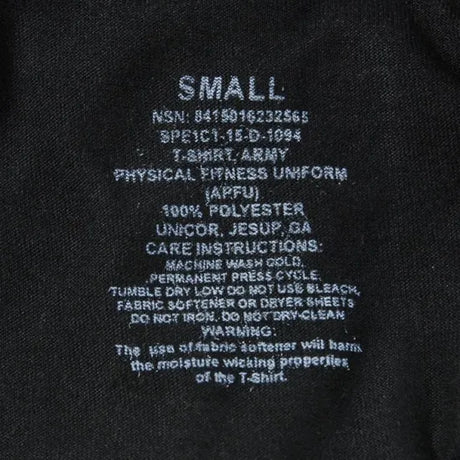 SMALL
NSN: 8415016232565
SPE1C1-15-D-1094
T-SHIRT, ARMY
PHYSICAL FITNESS UNIFORM
(APFU)
100% POLYESTER
UNICOR, JESUP, GA
CARE INSTRUCTIONS:
MACHINE WASH COLD,
PERMANENT PRESS CYCLE,
TUMBLE DRY LOW DO NOT USE BLEACH,
FABRIC SOFTENER OR DRYER SHEETS
DO NOT IRON. DO NOT DRY-CLEAN
WARNING:
The use of fabric softener will harm
the moisture wicking properties
of the T-Shirt.